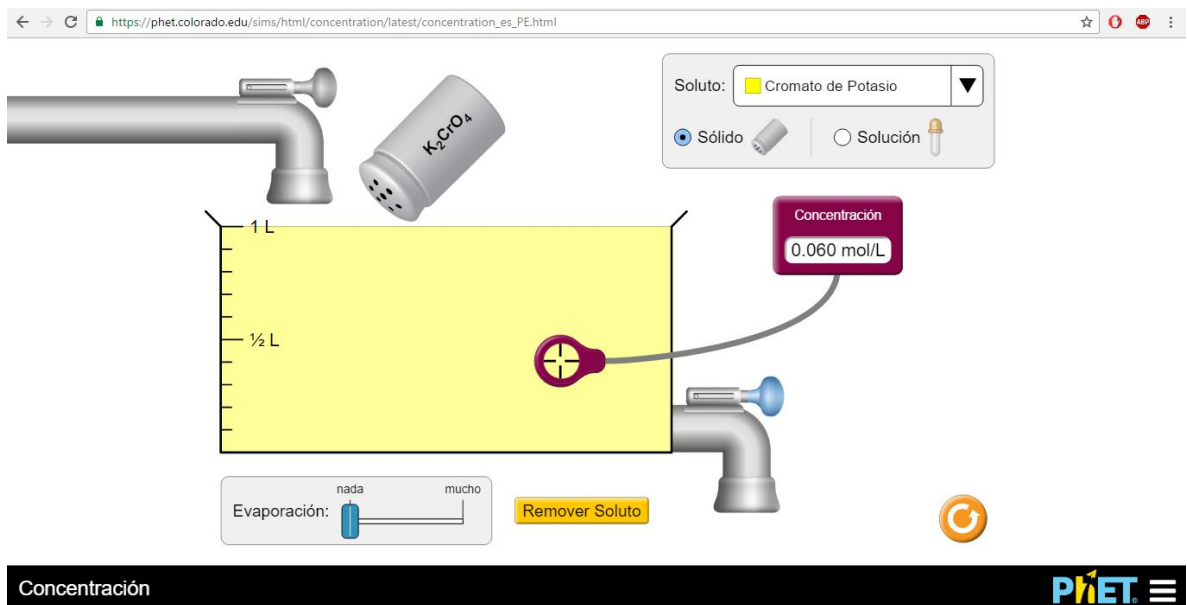 https://phet.colorado.edu/sims/html/concentration/latest/concentration_es_PE.html
ABP
K₂CrO₄
Soluto: Cromato de Potasio
Sólido
Solución
1 L
½ L
Concentración
0.060 mol/L
nada mucho
Evaporación:
Remover Soluto
Concentración
PhET